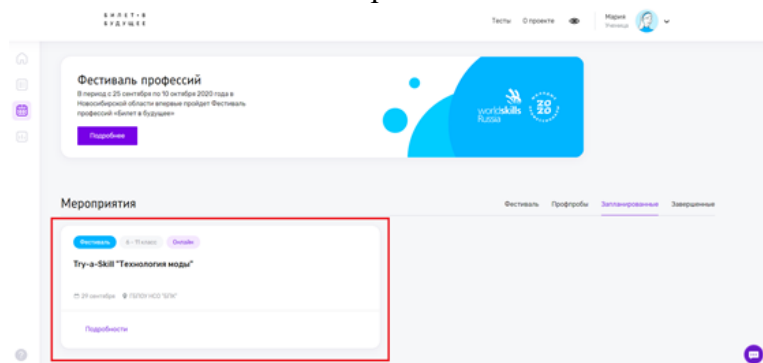 БИЛЕТ·В
БУДУЩЕЕ
Тесты О проекте
Мария
Ученица
Фестиваль профессий
В период с 25 сентября по 10 октября 2020 года в
Новосибирской области впервые пройдет Фестиваль
профессий «Билет в будущее»
Подробнее
worldskills
Russia
2020
Мероприятия
Фестиваль Профпробы Запланированные Завершенные
Фестиваль 6 - 11 класс Онлайн
Try-a-Skill "Технология моды"
29 сентября ГБПОУ НСО
Подробности